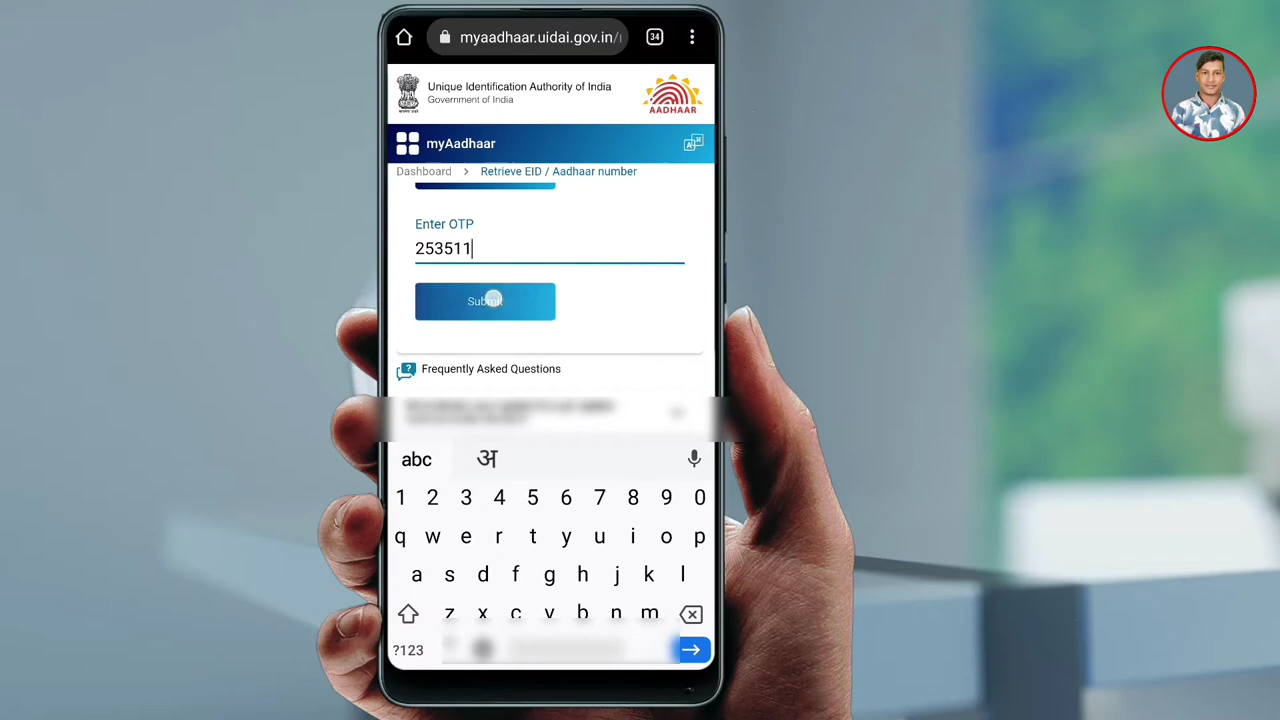 myaadhaar.uidai.gov.in/
34
Unique Identification Authority of India
Government of India
AADHAAR
myAadhaar
Dashboard > Retrieve EID / Aadhaar number
Enter OTP
253511
Submit
Frequently Asked Questions
abc अ
1 2 3 4 5 6 7 8 9 0
q w e r t y u i o p
a s d f g h j k l
z x c v b n m
?123